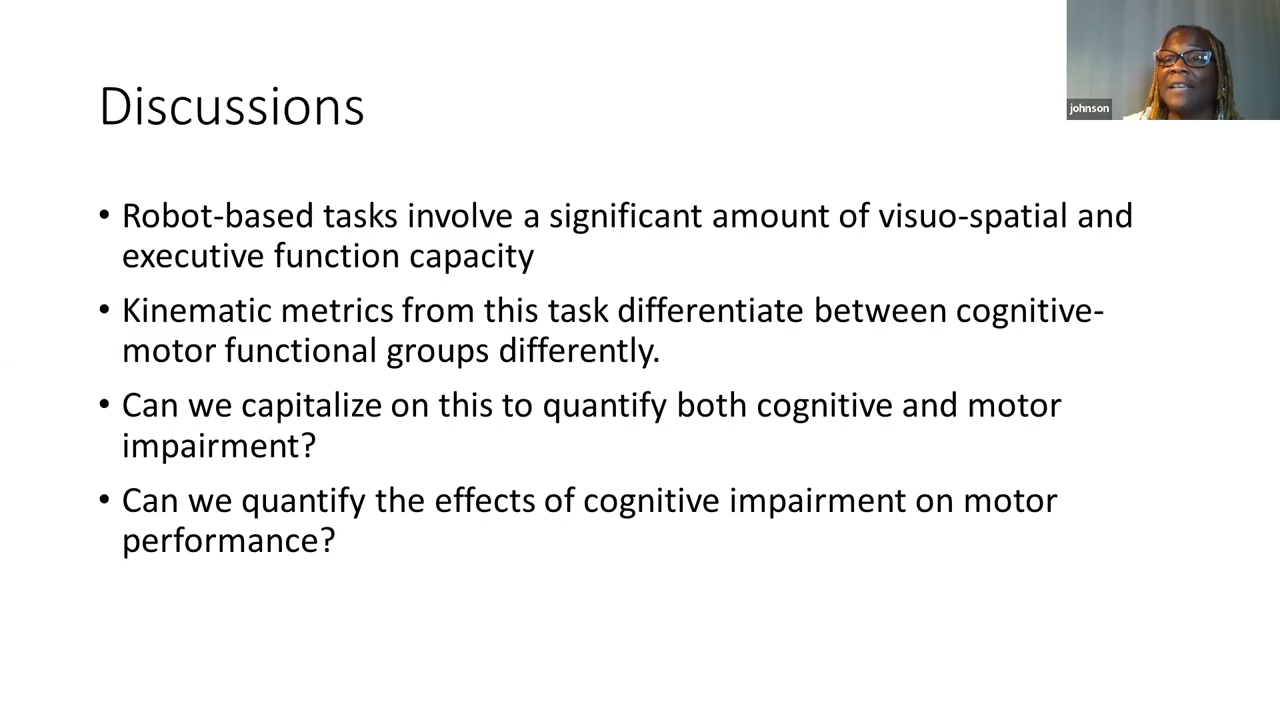 johnson
Discussions
• Robot-based tasks involve a significant amount of visuo-spatial and
executive function capacity
• Kinematic metrics from this task differentiate between cognitive-
motor functional groups differently.
• Can we capitalize on this to quantify both cognitive and motor
impairment?
• Can we quantify the effects of cognitive impairment on motor
performance?